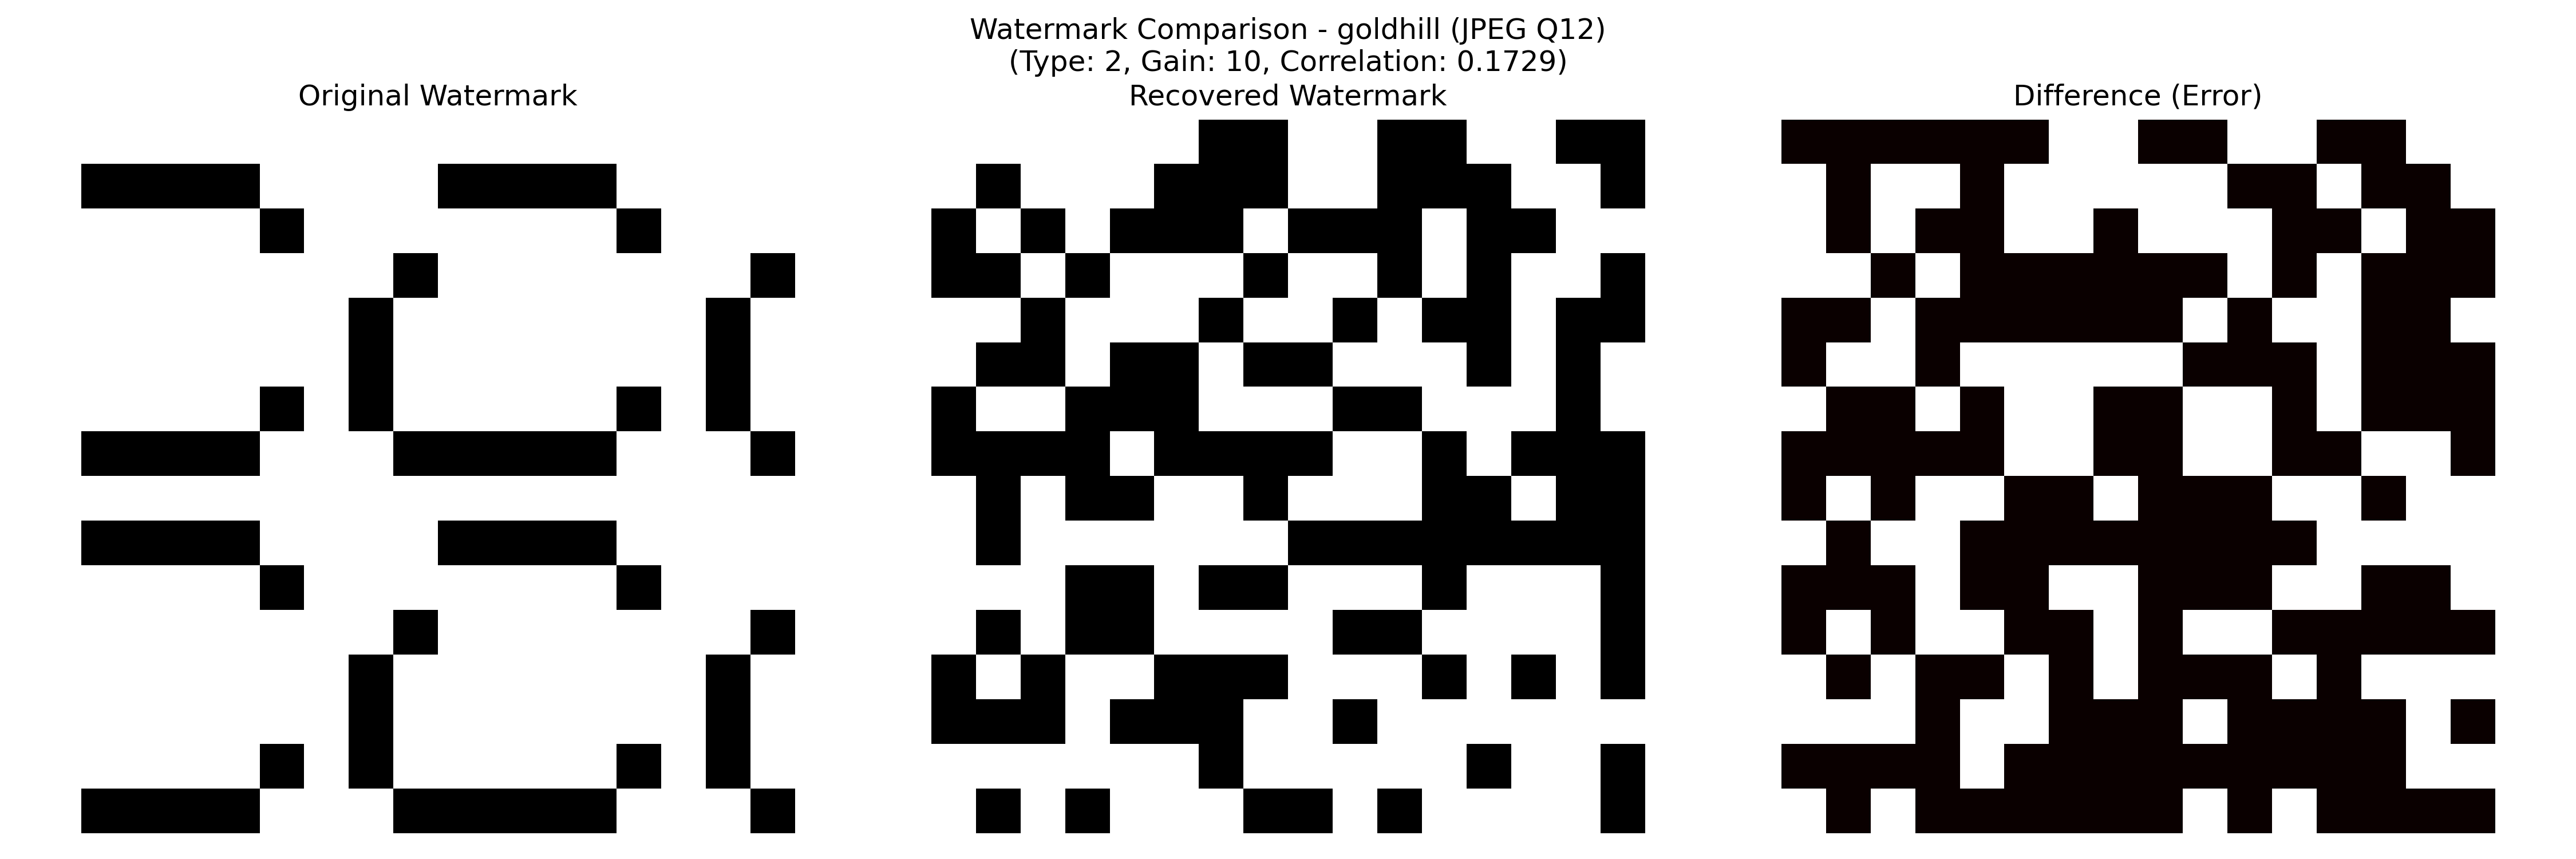 Watermark Comparison - goldhill (JPEG Q12)
(Type: 2, Gain: 10, Correlation: 0.1729)
Original Watermark
Recovered Watermark
Difference (Error)